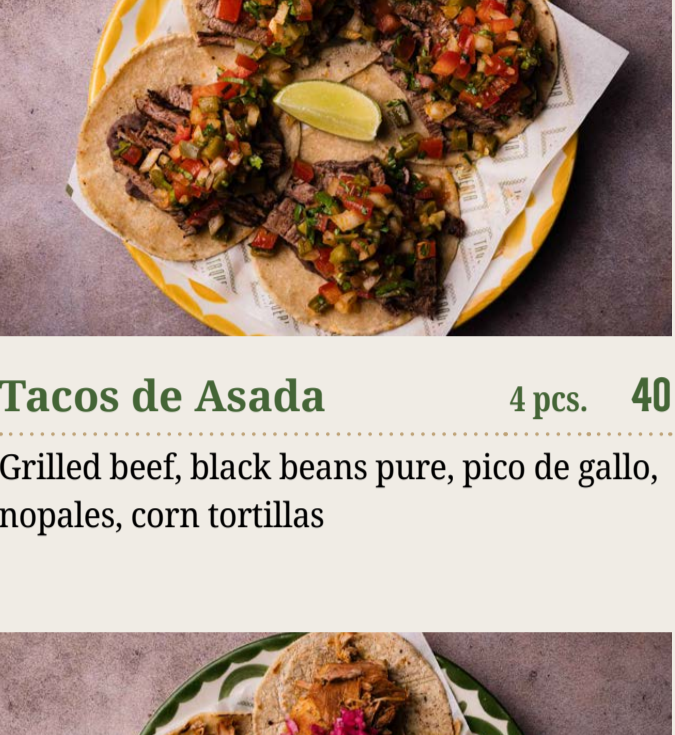 Tacos de Asada 4 pcs. 40
Grilled beef, black beans pure, pico de gallo,
nopales, corn tortillas